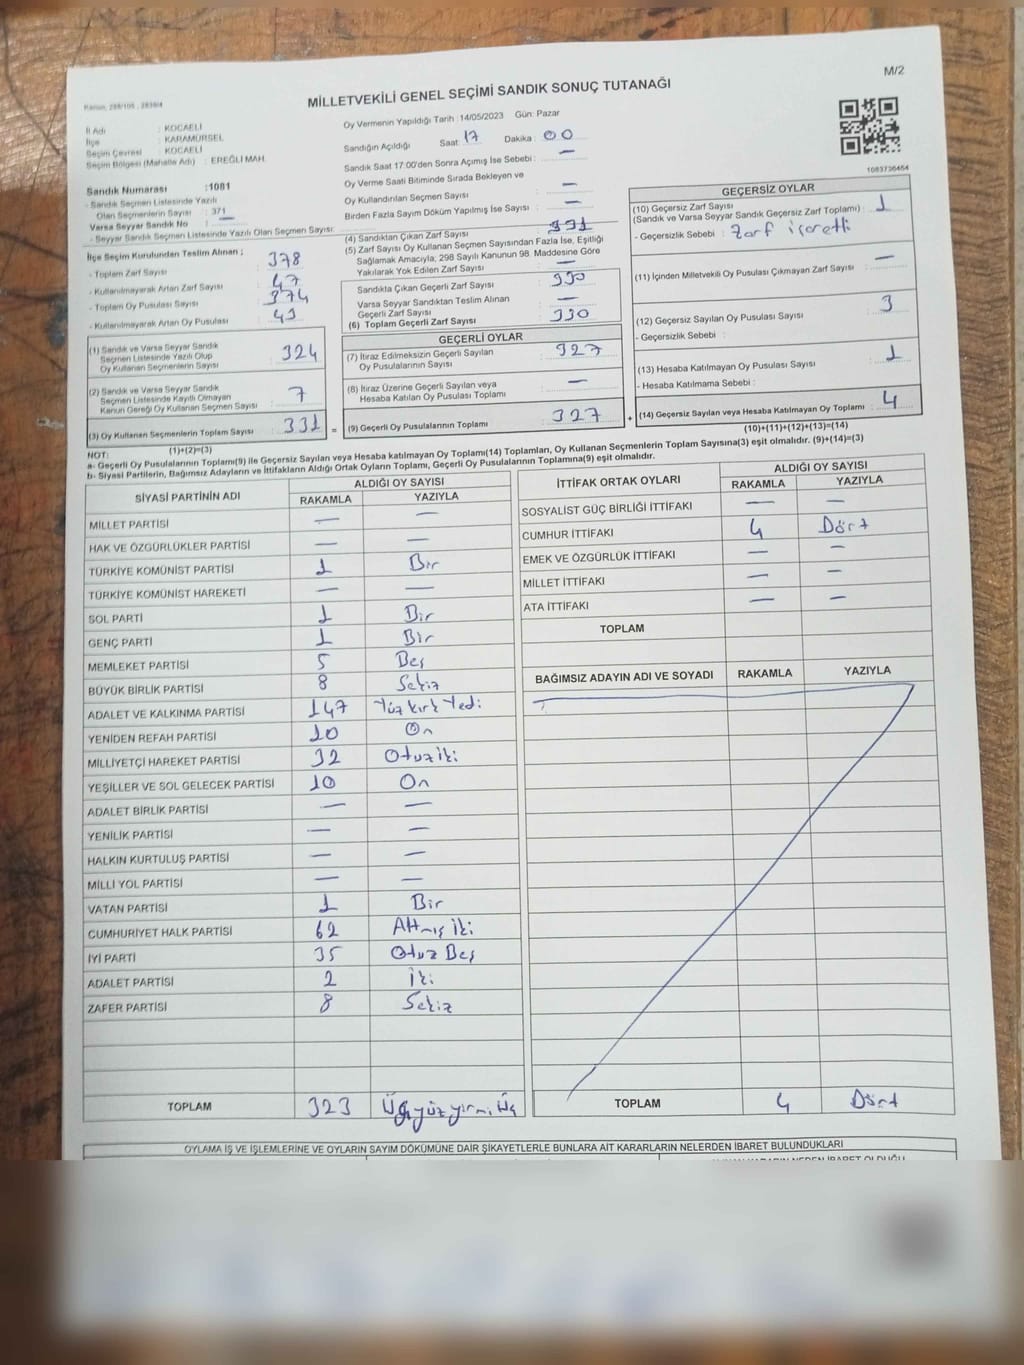 M/2
Kanun, 298/105 , 2839/4
MİLLETVEKİLİ GENEL SEÇİMİ SANDIK SONUÇ TUTANAĞI
İl Adı : KOCAELİ
İlçe : KARAMÜRSEL
Seçim Çevresi : KOCAELİ
Seçim Bölgesi (Mahalle Adı) : EREĞLİ MAH.
Oy Vermenin Yapıldığı Tarih :14/05/2023 Gün: Pazar
Sandığın Açıldığı Saat: 17 Dakika : 00
Sandık Saat 17:00'den Sonra Açımış İse Sebebi : —
Oy Verme Saati Bitiminde Sırada Bekleyen ve
Oy Kullandırılan Seçmen Sayısı —
Birden Fazla Sayım Döküm Yapılmış İse Sayısı : —
1083736464
Sandık Numarası :1081
- Sandık Seçmen Listesinde Yazılı
Olan Seçmenlerin Sayısı : 371
Varsa Seyyar Sandık No : —
- Seyyar Sandık Seçmen Listesinde Yazılı Olan Seçmen Sayısı:
İlçe Seçim Kurulundan Teslim Alınan ;
- Toplam Zarf Sayısı 378
- Kullanılmayarak Artan Zarf Sayısı 47
- Toplam Oy Pusulası Sayısı 374
- Kullanılmayarak Artan Oy Pusulası 43
(1) Sandık ve Varsa Seyyar Sandık
Seçmen Listesinde Yazılı Olup
Oy Kullanan Seçmenlerin Sayısı 324
(2) Sandık ve Varsa Seyyar Sandık
Seçmen Listesinde Kayıtlı Olmayan
Kanun Gereği Oy Kullanan Seçmen Sayısı 7
(3) Oy Kullanan Seçmenlerin Toplam Sayısı 331 =
(1)+(2)=(3)
(4) Sandıktan Çıkan Zarf Sayısı 331
(5) Zarf Sayısı Oy Kullanan Seçmen Sayısından Fazla İse, Eşitliği
Sağlamak Amacıyla, 298 Sayılı Kanunun 98. Maddesine Göre
Yakılarak Yok Edilen Zarf Sayısı —
Sandıkta Çıkan Geçerli Zarf Sayısı 330
Varsa Seyyar Sandıktan Teslim Alınan
Geçerli Zarf Sayısı —
(6) Toplam Geçerli Zarf Sayısı 330
GEÇERLİ OYLAR
(7) İtiraz Edilmeksizin Geçerli Sayılan
Oy Pusulasının Sayısı 327
(8) İtiraz Üzerine Geçerli Sayılan veya
Hesaba Katılan Oy Pusulası Toplamı —
(9) Geçerli Oy Pusulalarının Toplamı 327 +
GEÇERSİZ OYLAR
(10) Geçersiz Zarf Sayısı
(Sandık ve Varsa Seyyar Sandık Geçersiz Zarf Toplamı) : 1
- Geçersizlik Sebebi : Zarf işaretli
(11) İçinden Milletvekili Oy Pusulası Çıkmayan Zarf Sayısı —
(12) Geçersiz Sayılan Oy Pusulası Sayısı 3
- Geçersizlik Sebebi :
(13) Hesaba Katılmayan Oy Pusulası Sayısı 1
- Hesaba Katılmama Sebebi :
(14) Geçersiz Sayılan veya Hesaba Katılmayan Oy Toplamı : 4
(10)+(11)+(12)+(13)=(14)
NOT:
a- Geçerli Oy Pusulalarının Toplamı(9) ile Geçersiz Sayılan veya Hesaba katılmayan Oy Toplamı(14) Toplamları, Oy Kullanan Seçmenlerin Toplam Sayısına(3) eşit olmalıdır. (9)+(14)=(3)
b- Siyasi Partilerin, Bağımsız Adayların ve İttifakların Aldığı Ortak Oyların Toplamı, Geçerli Oy Pusulalarının Toplamına(9) eşit olmalıdır.
SİYASİ PARTİNİN ADI ALDIĞI OY SAYISI
RAKAMLA YAZIYLA
MİLLET PARTİSİ — —
HAK VE ÖZGÜRLÜKLER PARTİSİ — —
TÜRKİYE KOMÜNİST PARTİSİ 1 Bir
TÜRKİYE KOMÜNİST HAREKETİ — —
SOL PARTİ 1 Bir
GENÇ PARTİ 1 Bir
MEMLEKET PARTİSİ 5 Beş
BÜYÜK BİRLİK PARTİSİ 8 Sekiz
ADALET VE KALKINMA PARTİSİ 147 Yüz kırk Yedi
YENİDEN REFAH PARTİSİ 10 On
MİLLİYETÇİ HAREKET PARTİSİ 32 Otuz iki
YEŞİLLER VE SOL GELECEK PARTİSİ 10 On
ADALET BİRLİK PARTİSİ — —
YENİLİK PARTİSİ — —
HALKIN KURTULUŞ PARTİSİ — —
MİLLİ YOL PARTİSİ — —
VATAN PARTİSİ 1 Bir
CUMHURİYET HALK PARTİSİ 62 Altmış iki
İYİ PARTİ 35 Otuz Beş
ADALET PARTİSİ 2 İki
ZAFER PARTİSİ 8 Sekiz
TOPLAM 323 Üçyüz yirmi Üç
İTTİFAK ORTAK OYLARI ALDIĞI OY SAYISI
RAKAMLA YAZIYLA
SOSYALİST GÜÇ BİRLİĞİ İTTİFAKI — —
CUMHUR İTTİFAKI 4 Dört
EMEK VE ÖZGÜRLÜK İTTİFAKI — —
MİLLET İTTİFAKI — —
ATA İTTİFAKI — —
TOPLAM
BAĞIMSIZ ADAYIN ADI VE SOYADI RAKAMLA YAZIYLA
TOPLAM 4 Dört
OYLAMA İŞ VE İŞLEMLERİNE VE OYLARIN SAYIM DÖKÜMÜNE DAİR ŞİKAYETLERLE BUNLARA AİT KARARLARIN NELERDEN İBARET BULUNDUKLARI